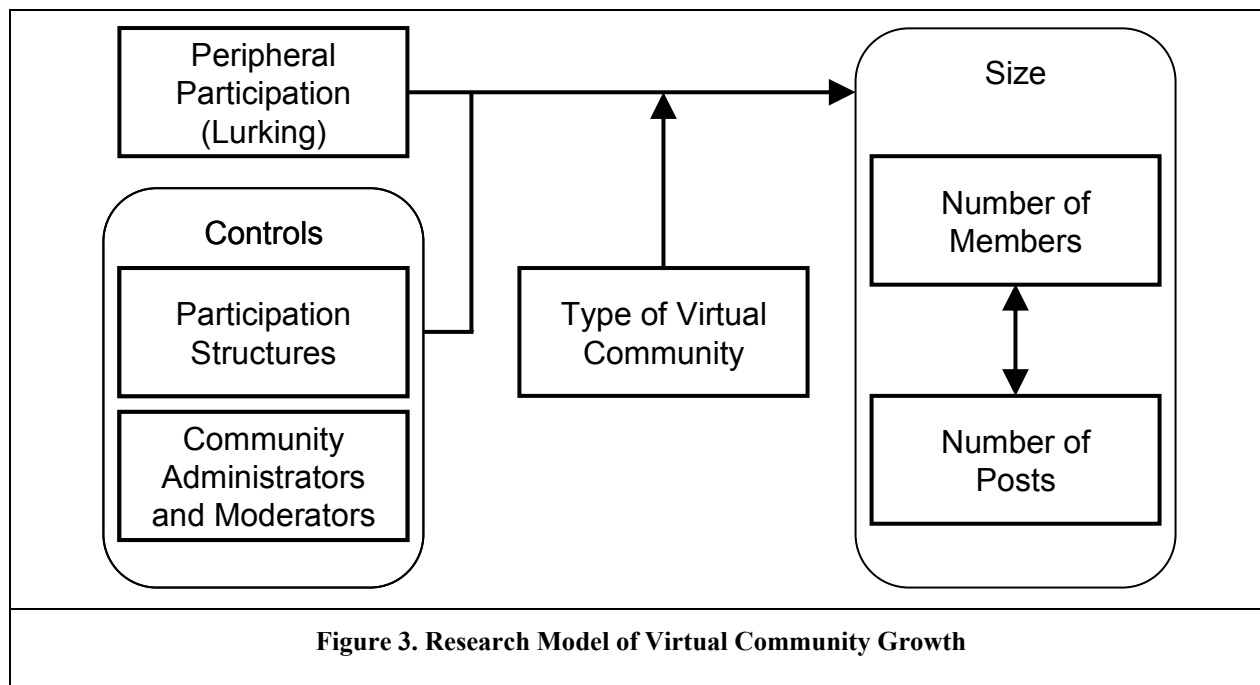 Peripheral
Participation
(Lurking)
Controls
Participation
Structures
Community
Administrators
and Moderators
Type of Virtual
Community
Size
Number of
Members
Number of
Posts
Figure 3. Research Model of Virtual Community Growth